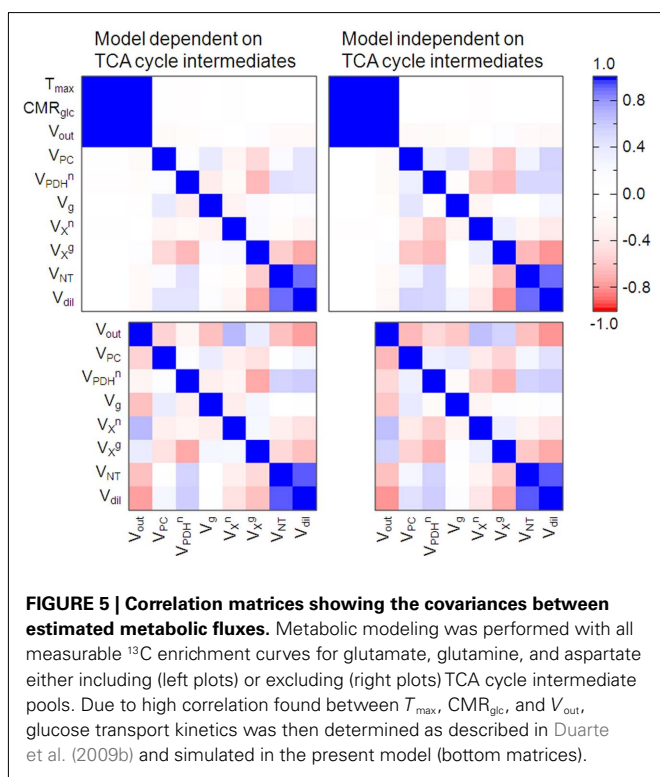 Model dependent on
TCA cycle intermediates
Model independent on
TCA cycle intermediates
1.0
0.8
0.4
0.0
-0.4
-0.8
-1.0
Tmax
CMRglc
Vout
VPC
VPDHⁿ
Vg
VXⁿ
VXᵍ
VNT
Vdil
Vout
VPC
VPDHⁿ
Vg
VXⁿ
VXᵍ
VNT
Vdil
Vout
VPC
VPDHⁿ
Vg
VXⁿ
VXᵍ
VNT
Vdil
Vout
VPC
VPDHⁿ
Vg
VXⁿ
VXᵍ
VNT
Vdil
FIGURE 5 | Correlation matrices showing the covariances between
estimated metabolic fluxes. Metabolic modeling was performed with all
measurable ¹³C enrichment curves for glutamate, glutamine, and aspartate
either including (left plots) or excluding (right plots) TCA cycle intermediate
pools. Due to high correlation found between Tmax, CMRglc, and Vout,
glucose transport kinetics was then determined as described in Duarte
et al. (2009b) and simulated in the present model (bottom matrices).